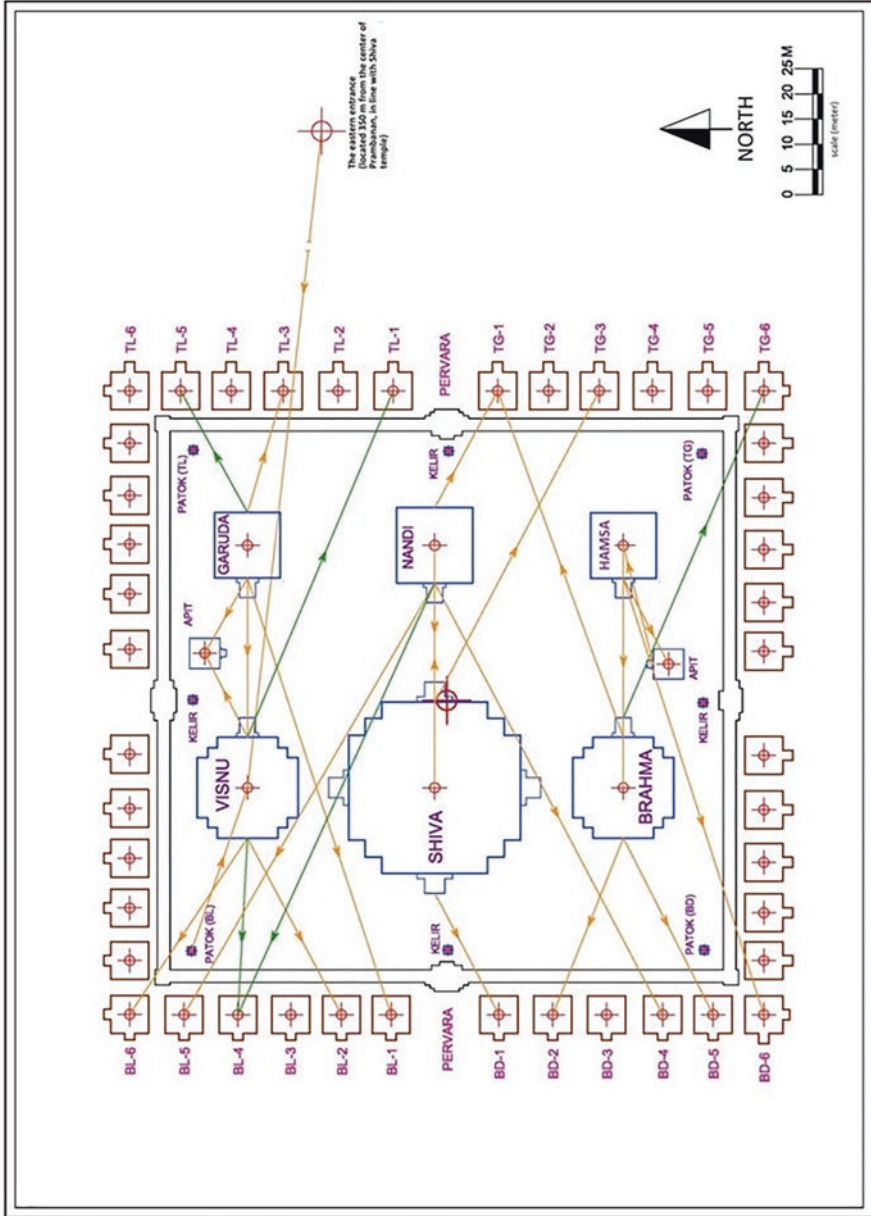 The eastern entrance
(located 350 m from the center of
Prambanan, in line with Shiva
temple)
NORTH
0 5 10 15 20 25 M
scale (meter)
TL-6
TL-5
TL-4
TL-3
TL-2
TL-1
PERVARA
TG-1
TG-2
TG-3
TG-4
TG-5
TG-6
PATOK (TL)
KELIR
PATOK (TG)
GARUDA
NANDI
HAMSA
APIT
APIT
KELIR
KELIR
VISNU
SHIVA
BRAHMA
PATOK (BL)
KELIR
PATOK (BD)
BL-6
BL-5
BL-4
BL-3
BL-2
BL-1
PERVARA
BD-1
BD-2
BD-3
BD-4
BD-5
BD-6